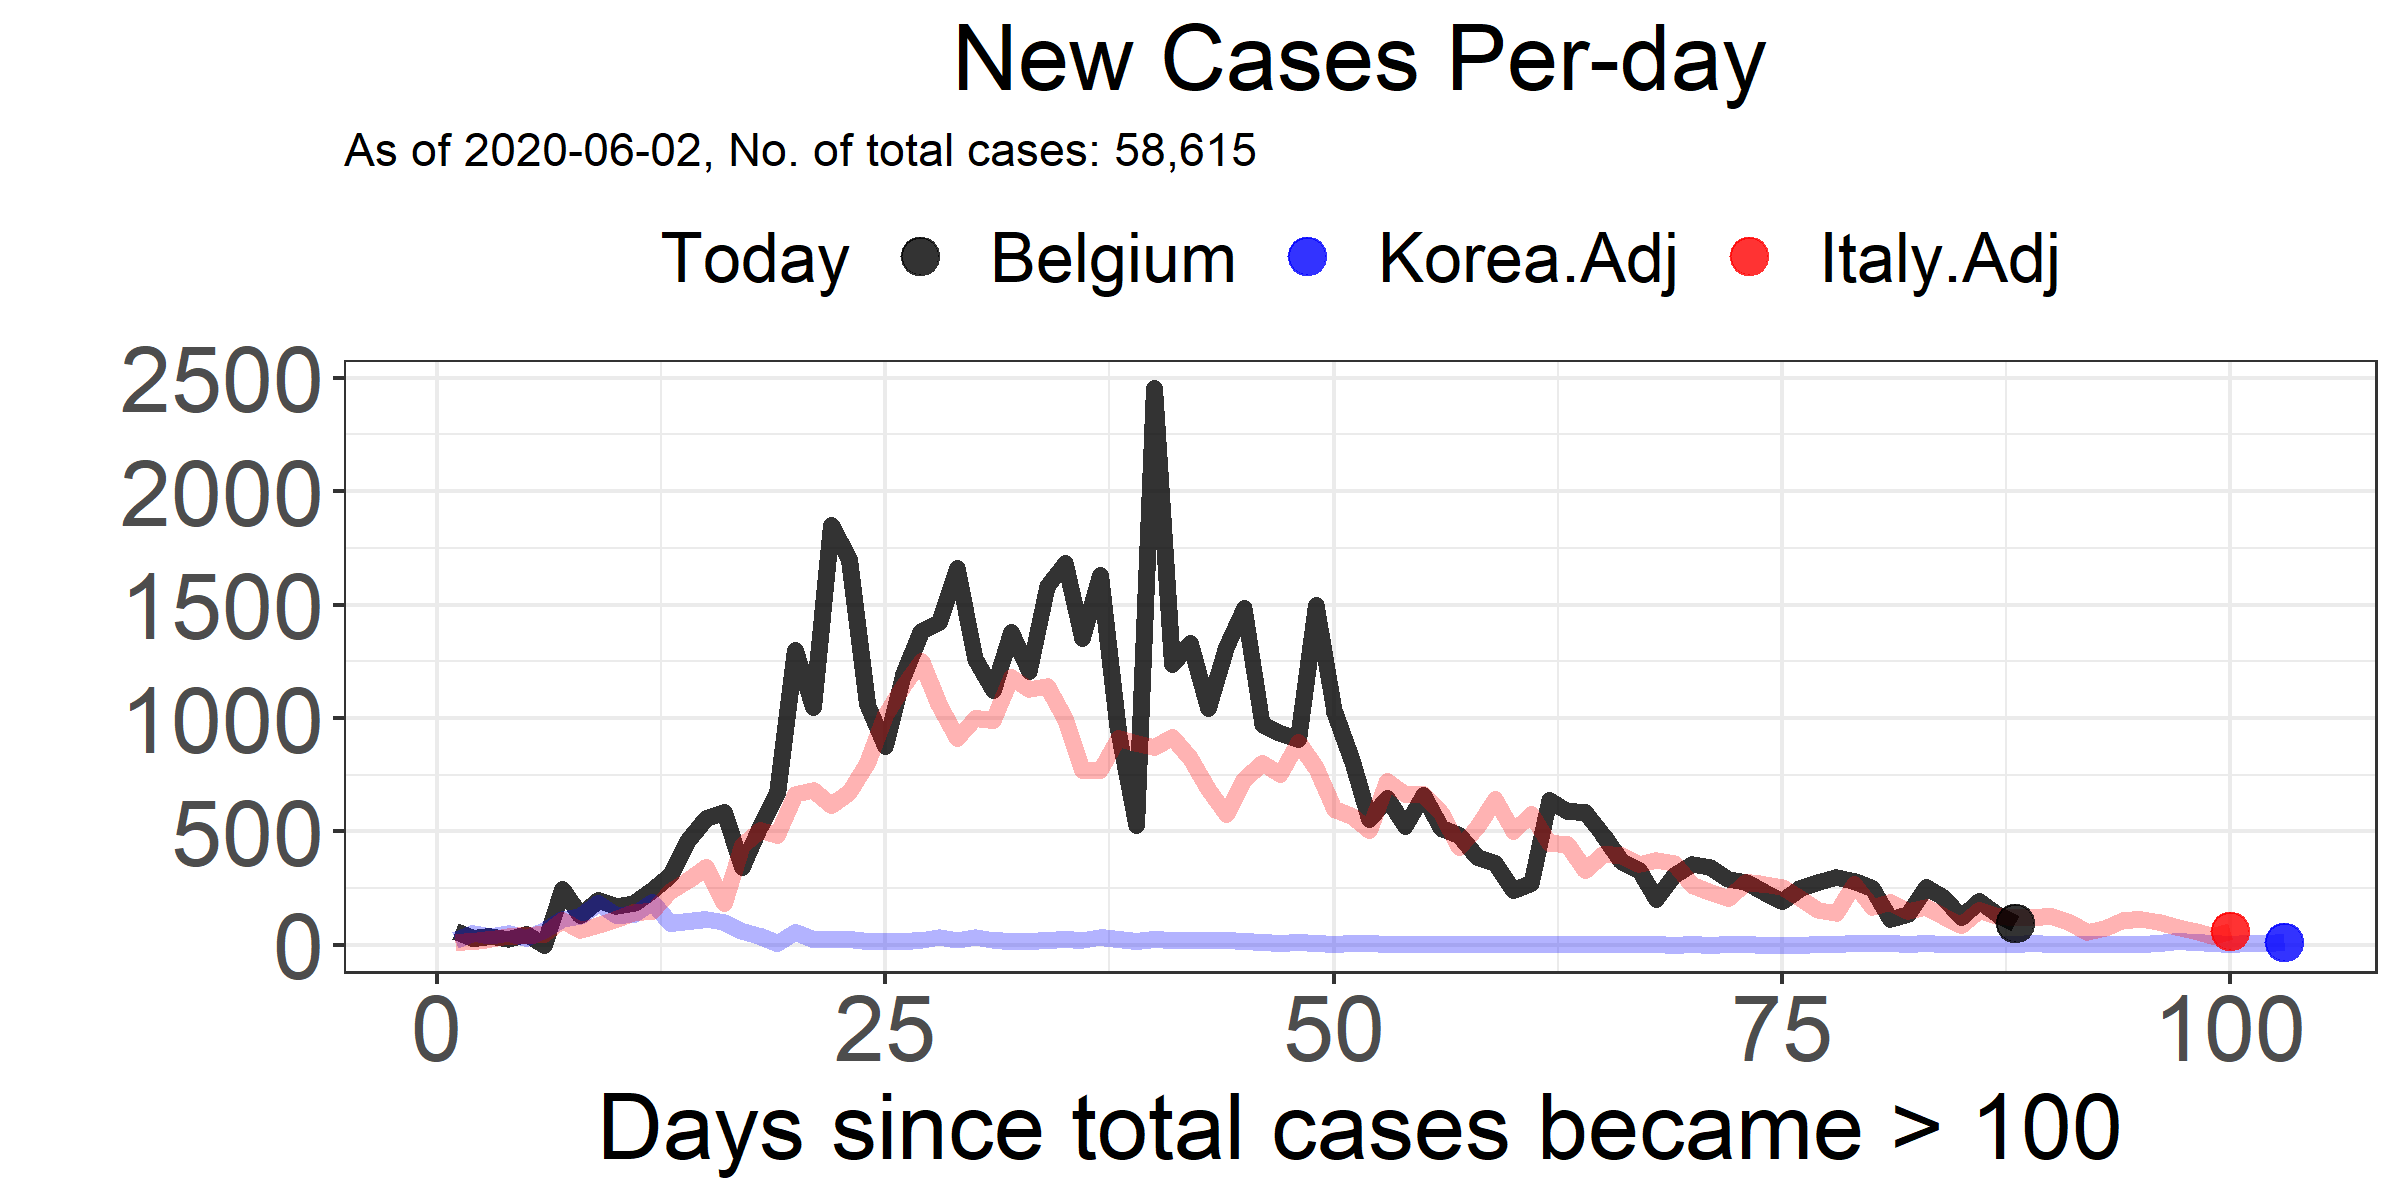 New Cases Per-day
As of 2020-06-02, No. of total cases: 58,615
Today Belgium Korea.Adj Italy.Adj
2500
2000
1500
1000
500
0
0 25 50 75 100
Days since total cases became > 100